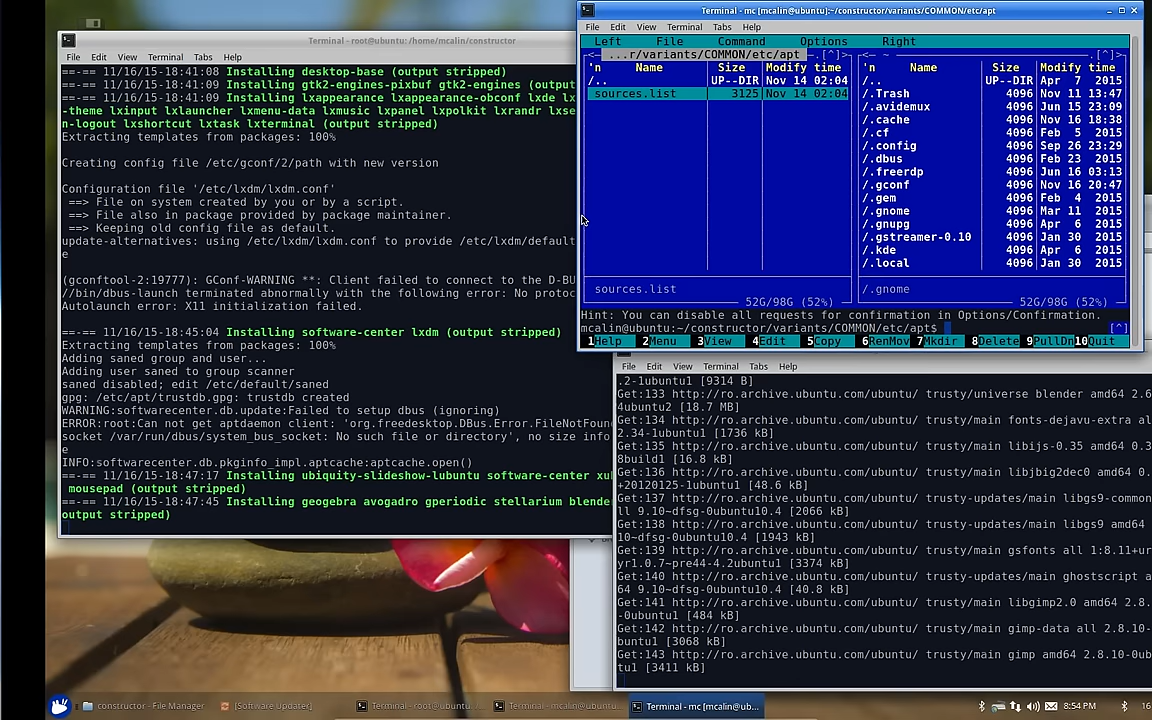 Terminal - root@ubuntu: /home/mcalin/constructor
File Edit View Terminal Tabs Help
==-== 11/16/15-18:41:08 Installing desktop-base (output stripped)
==-== 11/16/15-18:41:09 Installing gtk2-engines-pixbuf gtk2-engines (output
==-== 11/16/15-18:41:09 Installing lxappearance lxappearance-obconf lxde lx
-theme lxinput lxlauncher lxmenu-data lxmusic lxpanel lxpolkit lxrandr lxse
n-logout lxshortcut lxtask lxterminal (output stripped)
Extracting templates from packages: 100%
Creating config file /etc/gconf/2/path with new version
Configuration file '/etc/lxdm/lxdm.conf'
==> File on system created by you or by a script.
==> File also in package provided by package maintainer.
==> Keeping old config file as default.
update-alternatives: using /etc/lxdm/lxdm.conf to provide /etc/lxdm/default
e
(gconftool-2:19777): GConf-WARNING **: Client failed to connect to the D-BU
//bin/dbus-launch terminated abnormally with the following error: No protoc
Autolaunch error: X11 initialization failed.
==-== 11/16/15-18:45:04 Installing software-center lxdm (output stripped)
Extracting templates from packages: 100%
Adding saned group and user...
Adding user saned to group scanner
saned disabled; edit /etc/default/saned
gpg: /etc/apt/trustdb.gpg: trustdb created
WARNING:softwarecenter.db.update:Failed to setup dbus (ignoring)
ERROR:root:Can not get aptdaemon client: 'org.freedesktop.DBus.Error.FileNotFoun
socket /var/run/dbus/system_bus_socket: No such file or directory', no size info
e
INFO:softwarecenter.db.pkginfo_impl.aptcache:aptcache.open()
==-== 11/16/15-18:47:17 Installing ubiquity-slideshow-lubuntu software-center xu
mousepad (output stripped)
==-== 11/16/15-18:47:45 Installing geogebra avogadro gperiodic stellarium blende
output stripped)
Terminal - mc [mcalin@ubuntu]:~/constructor/variants/COMMON/etc/apt
File Edit View Terminal Tabs Help
Left File Command Options Right
<- ...r/variants/COMMON/etc/apt .[^]>
'n Name Size Modify time
/.. UP--DIR Nov 14 02:04
sources.list 3125 Nov 14 02:04
sources.list
52G/98G (52%)
<- ~ .[^]>
'n Name Size Modify time
/.. UP--DIR Apr 7 2015
/.Trash 4096 Nov 11 13:47
/.avidemux 4096 Jun 15 23:09
/.cache 4096 Nov 16 18:38
/.cf 4096 Feb 5 2015
/.config 4096 Sep 26 23:29
/.dbus 4096 Feb 23 2015
/.freerdp 4096 Jun 16 03:13
/.gconf 4096 Nov 16 20:47
/.gem 4096 Feb 4 2015
/.gnome 4096 Mar 11 2015
/.gnupg 4096 Apr 6 2015
/.gstreamer-0.10 4096 Jan 30 2015
/.kde 4096 Apr 6 2015
/.local 4096 Jan 30 2015
/.gnome
52G/98G (52%)
Hint: You can disable all requests for confirmation in Options/Confirmation.
mcalin@ubuntu:~/constructor/variants/COMMON/etc/apt$ [^]
1Help 2Menu 3View 4Edit 5Copy 6RenMov 7Mkdir 8Delete 9PullDn 10Quit
File Edit View Terminal Tabs Help
.2-1ubuntu1 [9314 B]
Get:133 http://ro.archive.ubuntu.com/ubuntu/ trusty/universe blender amd64 2.6
4ubuntu2 [18.7 MB]
Get:134 http://ro.archive.ubuntu.com/ubuntu/ trusty/main fonts-dejavu-extra al
2.34-1ubuntu1 [1736 kB]
Get:135 http://ro.archive.ubuntu.com/ubuntu/ trusty/main libijs-0.35 amd64 0.3
8build1 [16.8 kB]
Get:136 http://ro.archive.ubuntu.com/ubuntu/ trusty/main libjbig2dec0 amd64 0.
+20120125-1ubuntu1 [48.6 kB]
Get:137 http://ro.archive.ubuntu.com/ubuntu/ trusty-updates/main libgs9-common
ll 9.10~dfsg-0ubuntu10.4 [2066 kB]
Get:138 http://ro.archive.ubuntu.com/ubuntu/ trusty-updates/main libgs9 amd64
10~dfsg-0ubuntu10.4 [1943 kB]
Get:139 http://ro.archive.ubuntu.com/ubuntu/ trusty/main gsfonts all 1:8.11+ur
yr1.0.7~pre44-4.2ubuntu1 [3374 kB]
Get:140 http://ro.archive.ubuntu.com/ubuntu/ trusty-updates/main ghostscript a
64 9.10~dfsg-0ubuntu10.4 [40.8 kB]
Get:141 http://ro.archive.ubuntu.com/ubuntu/ trusty/main libgimp2.0 amd64 2.8.
-0ubuntu1 [484 kB]
Get:142 http://ro.archive.ubuntu.com/ubuntu/ trusty/main gimp-data all 2.8.10-
buntu1 [3068 kB]
Get:143 http://ro.archive.ubuntu.com/ubuntu/ trusty/main gimp amd64 2.8.10-0ub
tu1 [3411 kB]
constructor - File Manager
[Software Updater]
Terminal - root@ubuntu: /...
Terminal - mcalin@ubuntu...
Terminal - mc [mcalin@ub...
8:54 PM
16